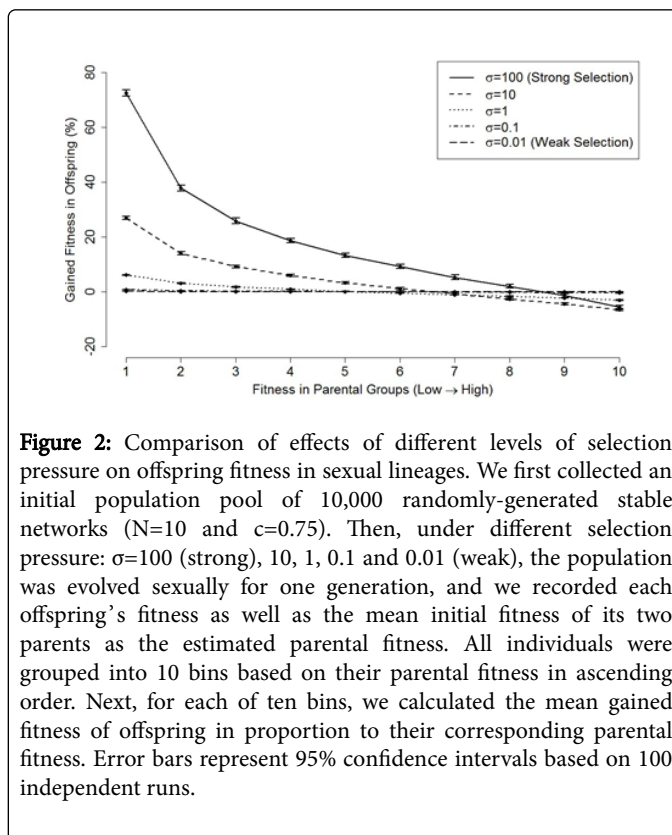 80
60
40
20
0
-20
Gained Fitness in Offspring (%)
σ=100 (Strong Selection)
σ=10
σ=1
σ=0.1
σ=0.01 (Weak Selection)
1 2 3 4 5 6 7 8 9 10
Fitness in Parental Groups (Low → High)
Figure 2: Comparison of effects of different levels of selection
pressure on offspring fitness in sexual lineages. We first collected an
initial population pool of 10,000 randomly-generated stable
networks (N=10 and c=0.75). Then, under different selection
pressure: σ=100 (strong), 10, 1, 0.1 and 0.01 (weak), the population
was evolved sexually for one generation, and we recorded each
offspring's fitness as well as the mean initial fitness of its two
parents as the estimated parental fitness. All individuals were
grouped into 10 bins based on their parental fitness in ascending
order. Next, for each of ten bins, we calculated the mean gained
fitness of offspring in proportion to their corresponding parental
fitness. Error bars represent 95% confidence intervals based on 100
independent runs.